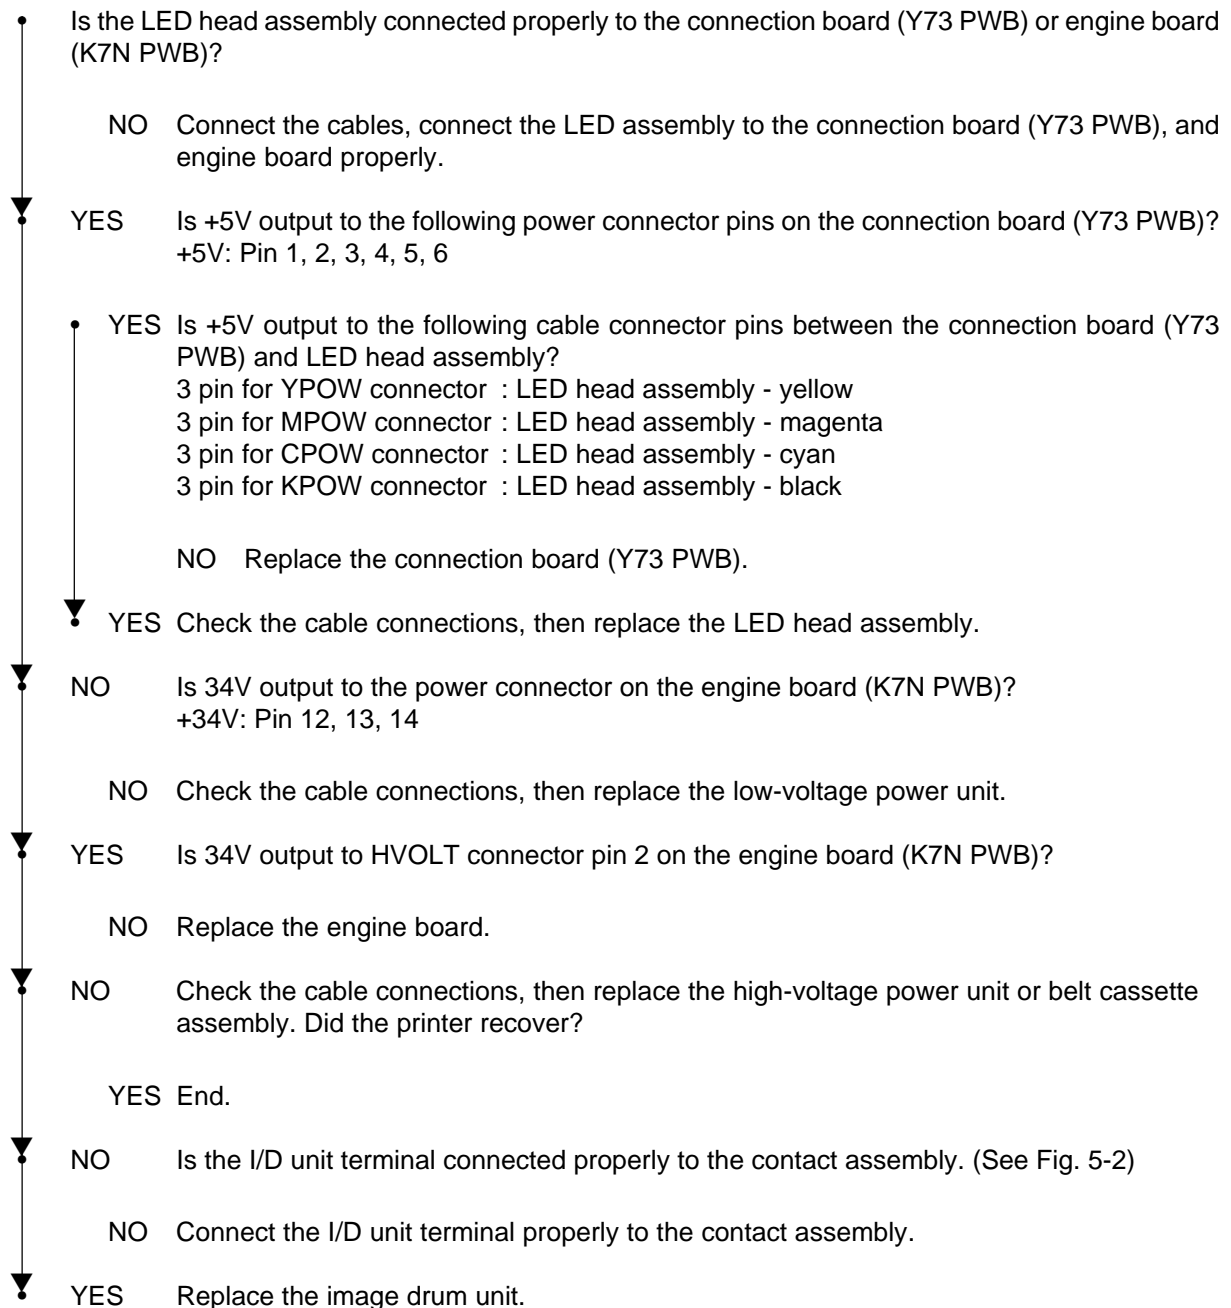 Is the LED head assembly connected properly to the connection board (Y73 PWB) or engine board
(K7N PWB)?
NO Connect the cables, connect the LED assembly to the connection board (Y73 PWB), and
engine board properly.
YES Is +5V output to the following power connector pins on the connection board (Y73 PWB)?
+5V: Pin 1, 2, 3, 4, 5, 6
YES Is +5V output to the following cable connector pins between the connection board (Y73
PWB) and LED head assembly?
3 pin for YPOW connector : LED head assembly - yellow
3 pin for MPOW connector : LED head assembly - magenta
3 pin for CPOW connector : LED head assembly - cyan
3 pin for KPOW connector : LED head assembly - black
NO Replace the connection board (Y73 PWB).
YES Check the cable connections, then replace the LED head assembly.
NO Is 34V output to the power connector on the engine board (K7N PWB)?
+34V: Pin 12, 13, 14
NO Check the cable connections, then replace the low-voltage power unit.
YES Is 34V output to HVOLT connector pin 2 on the engine board (K7N PWB)?
NO Replace the engine board.
NO Check the cable connections, then replace the high-voltage power unit or belt cassette
assembly. Did the printer recover?
YES End.
NO Is the I/D unit terminal connected properly to the contact assembly. (See Fig. 5-2)
NO Connect the I/D unit terminal properly to the contact assembly.
YES Replace the image drum unit.